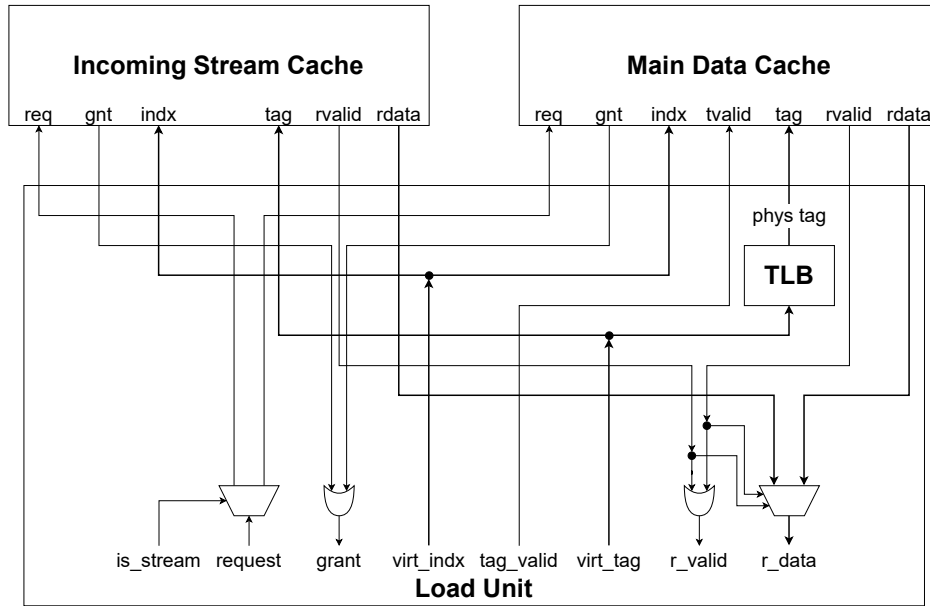 Incoming Stream Cache
Main Data Cache
req gnt indx tag rvalid rdata
req gnt indx tvalid tag rvalid rdata
phys tag
TLB
is_stream request grant virt_indx tag_valid virt_tag r_valid r_data
Load Unit